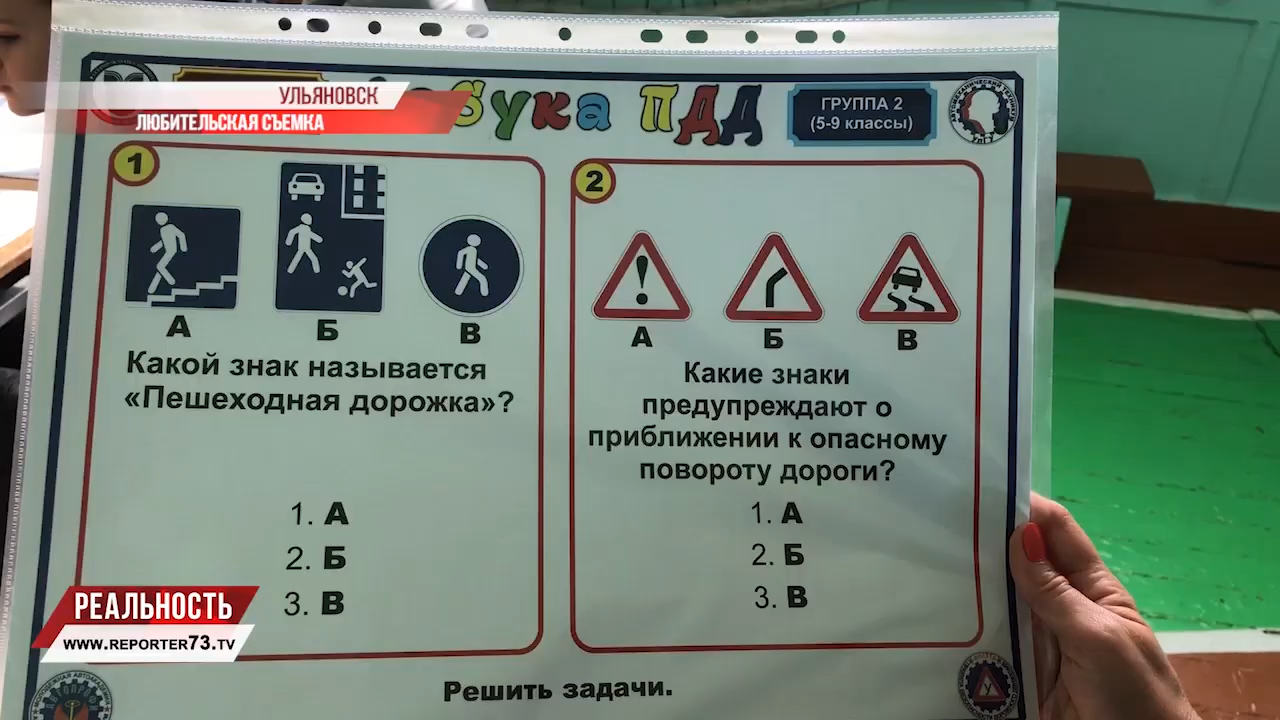 УЛЬЯНОВСК
ЛЮБИТЕЛЬСКАЯ СЪЕМКА
ПДД
ГРУППА 2
(5-9 классы)
1
А Б В
Какой знак называется
«Пешеходная дорожка»?
1. А
2. Б
3. В
2
А Б В
Какие знаки
предупреждают о
приближении к опасному
повороту дороги?
1. А
2. Б
3. В
Решить задачи.
РЕАЛЬНОСТЬ
WWW.REPORTER73.TV